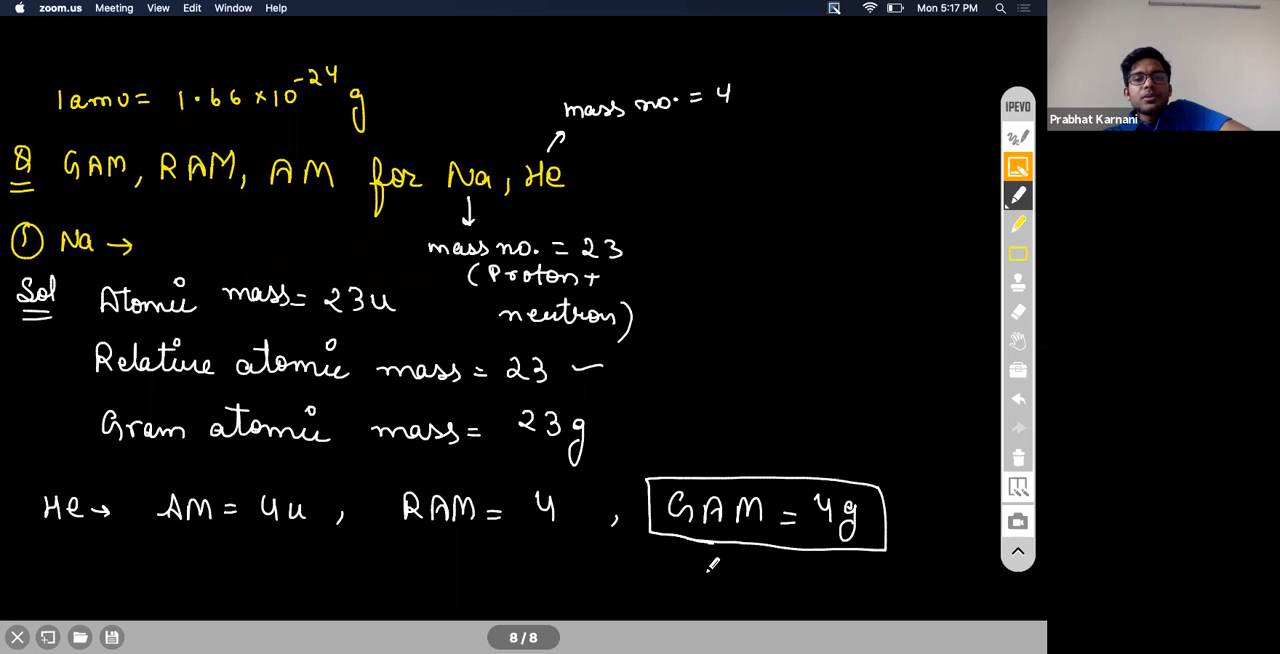 zoom.us Meeting View Edit Window Help Mon 5:17 PM
1 amu = 1.66 × 10⁻²⁴ g
mass no. = 4
IPEVO
Prabhat Karnani
Q GAM, RAM, AM for Na, He
① Na →
mass no. = 23
(Proton +
neutron)
Sol Atomic mass = 23u
Relative atomic mass = 23
Gram atomic mass = 23g
He → AM = 4u, RAM = 4, GAM = 4g
8/8